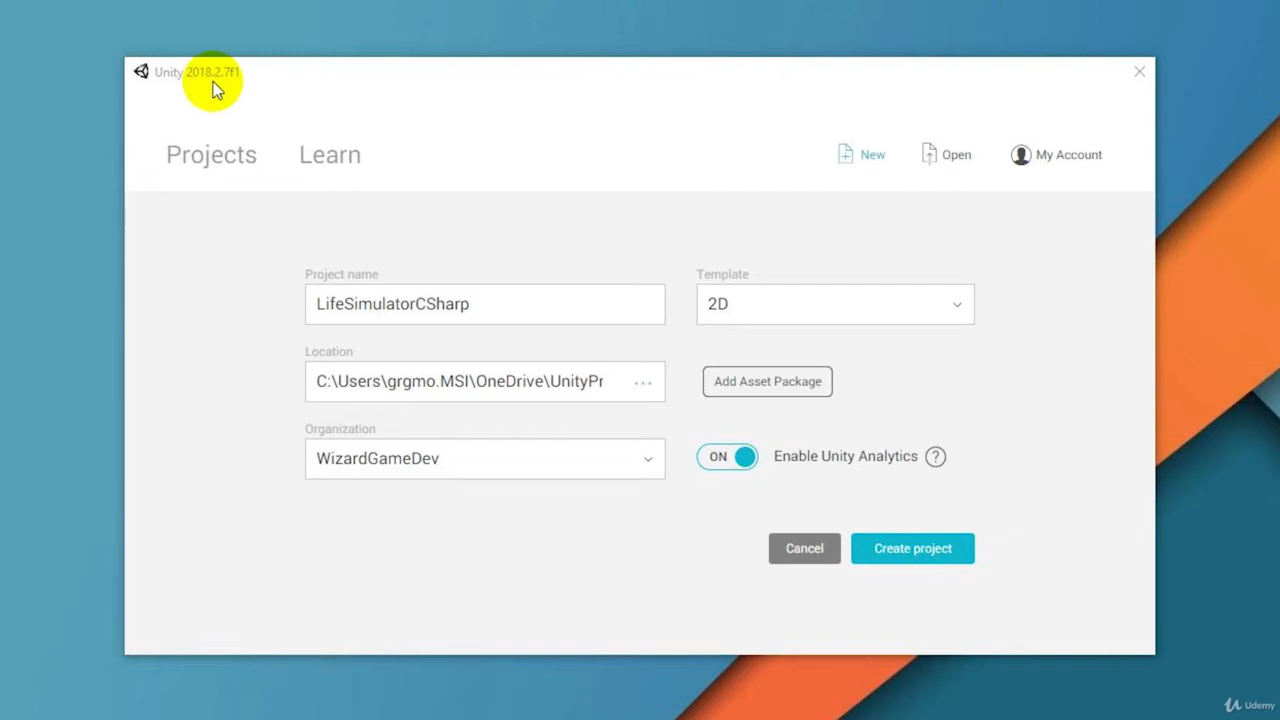 Unity 2018.2.7f1
Projects
Learn
New
Open
My Account
Project name
LifeSimulatorCSharp
Template
2D
Location
C:\Users\grgmo.MSI\OneDrive\UnityPr
...
Add Asset Package
Organization
WizardGameDev
ON
Enable Unity Analytics
?
Cancel
Create project
Udemy